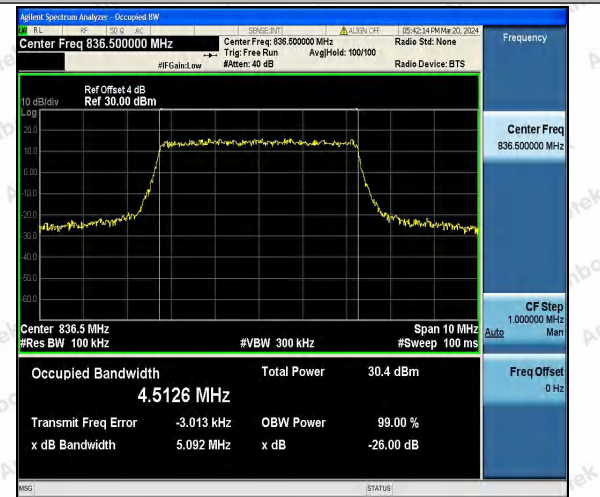 Agilent Spectrum Analyzer - Occupied BW
RL RF 50 Ω AC SENSE:INT ALIGN OFF 05:42:14 PM Mar 20, 2024
Center Freq 836.500000 MHz
Center Freq: 836.500000 MHz
Radio Std: None
Trig: Free Run Avg|Hold: 100/100
#IFGain:Low #Atten: 40 dB Radio Device: BTS
Ref Offset 4 dB
10 dB/div Ref 30.00 dBm
Log
20.0
10.0
0.00
-10.0
-20.0
-30.0
-40.0
-50.0
-60.0
Center 836.5 MHz Span 10 MHz
#Res BW 100 kHz #VBW 300 kHz #Sweep 100 ms
Occupied Bandwidth Total Power 30.4 dBm
4.5126 MHz
Transmit Freq Error -3.013 kHz OBW Power 99.00 %
x dB Bandwidth 5.092 MHz x dB -26.00 dB
MSG STATUS
Frequency
Center Freq
836.500000 MHz
CF Step
1.000000 MHz
Auto Man
Freq Offset
0 Hz